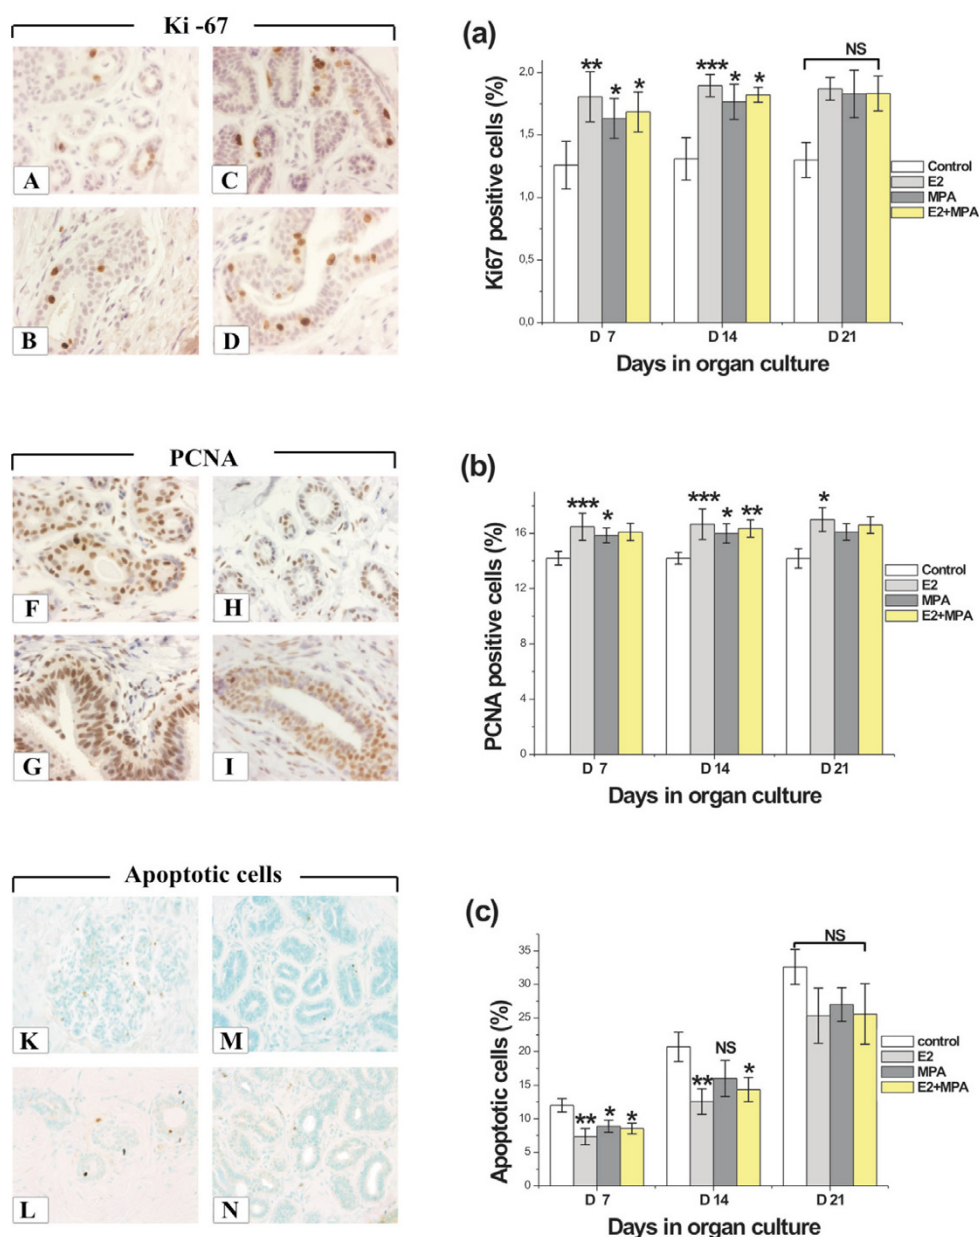 Ki -67
A
C
B
D
(a)
NS
** * *
*** * *
Ki67 positive cells (%)
2,0
1,5
1,0
0,5
0,0
Control
E2
MPA
E2+MPA
D 7
D 14
D 21
Days in organ culture
PCNA
F
H
G
I
(b)
*** *
*** * **
*
PCNA positive cells (%)
16
12
8
4
0
Control
E2
MPA
E2+MPA
D 7
D 14
D 21
Days in organ culture
Apoptotic cells
K
M
L
N
(c)
NS
** * *
** NS *
Apoptotic cells (%)
35
30
25
20
15
10
5
0
control
E2
MPA
E2+MPA
D 7
D 14
D 21
Days in organ culture